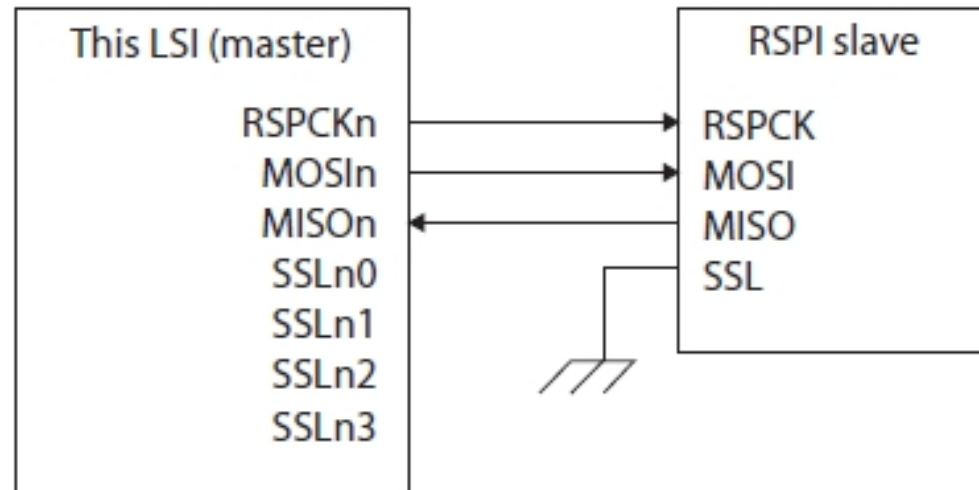 This LSI (master)
RSPCKn
MOSIn
MISOn
SSLn0
SSLn1
SSLn2
SSLn3
RSPI slave
RSPCK
MOSI
MISO
SSL